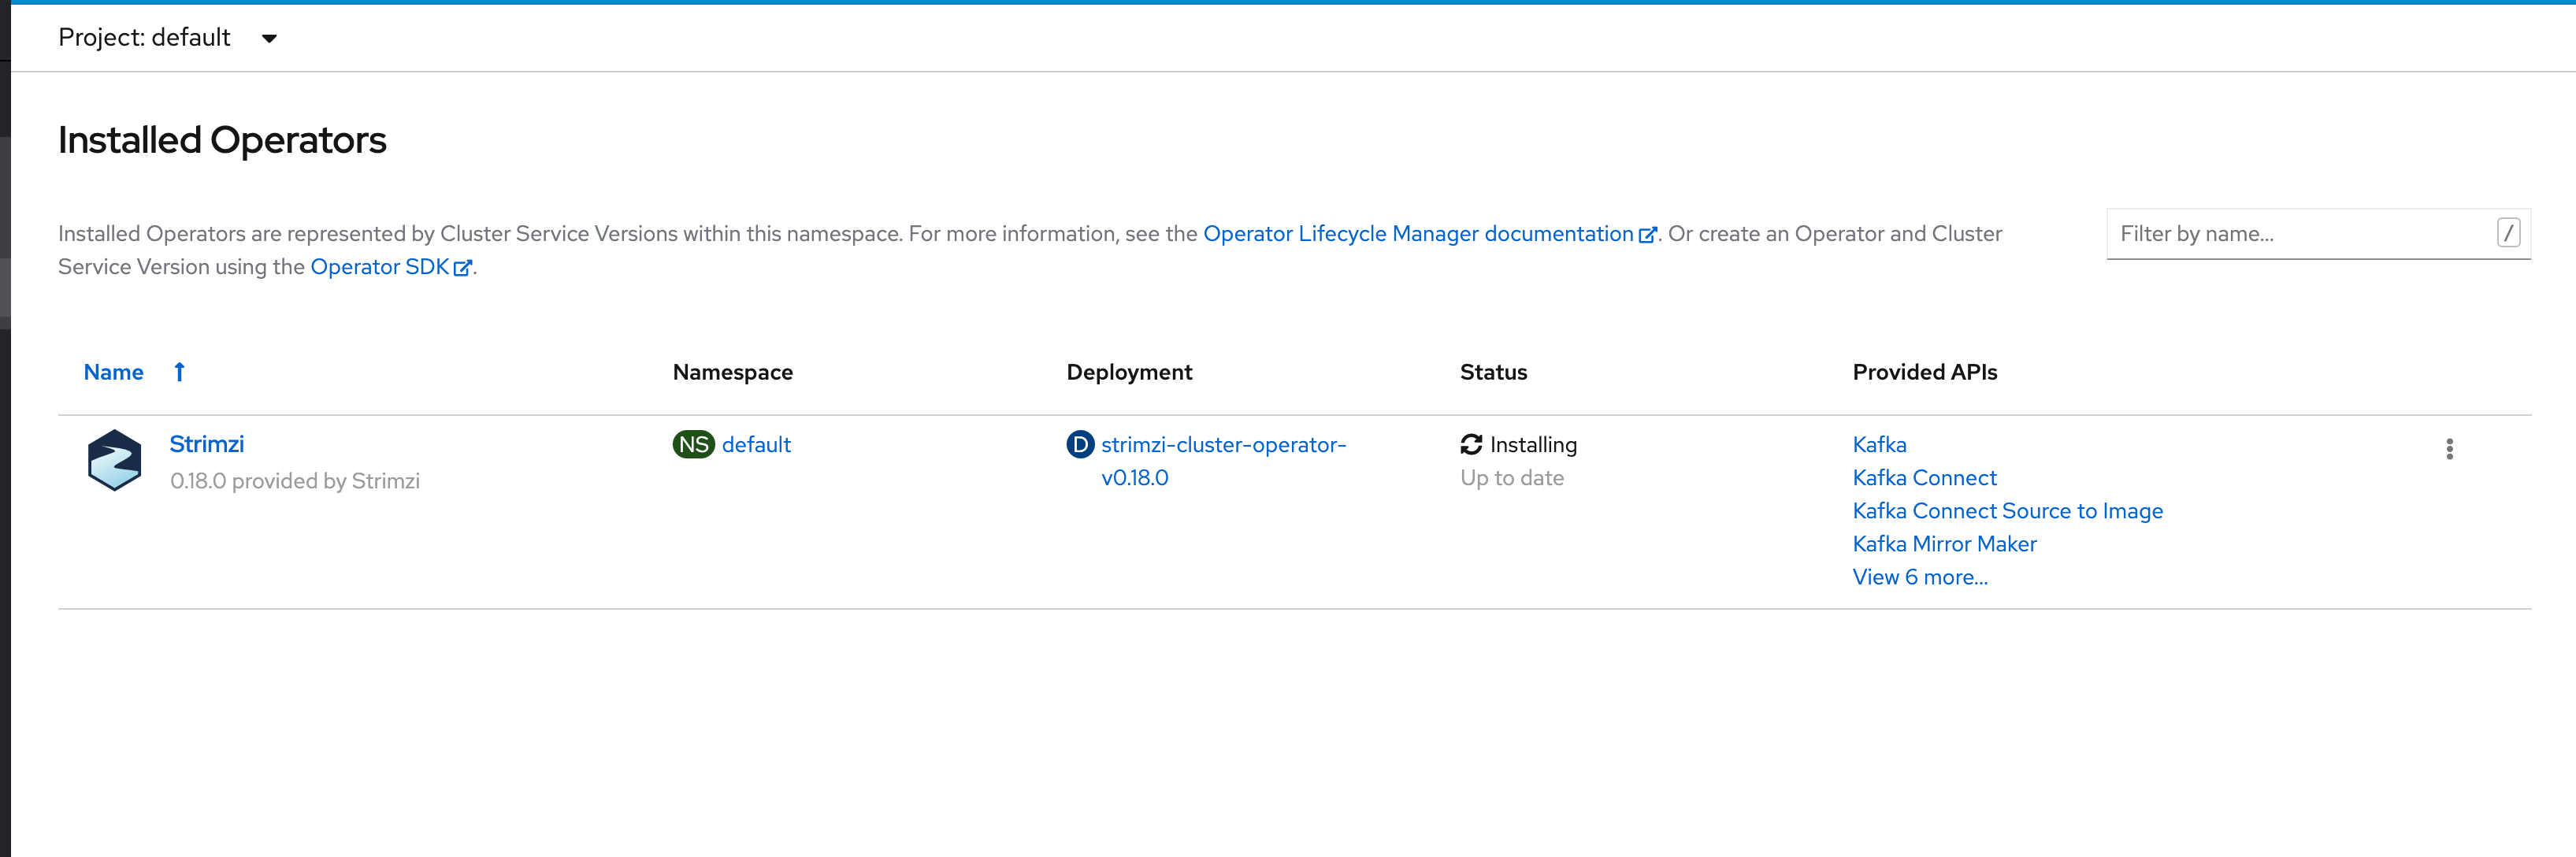 Project: default
Installed Operators
Installed Operators are represented by Cluster Service Versions within this namespace. For more information, see the Operator Lifecycle Manager documentation. Or create an Operator and Cluster
Service Version using the Operator SDK.
Filter by name...
/
Name Namespace Deployment Status Provided APIs
Strimzi
0.18.0 provided by Strimzi
NS default
D strimzi-cluster-operator-
v0.18.0
Installing
Up to date
Kafka
Kafka Connect
Kafka Connect Source to Image
Kafka Mirror Maker
View 6 more...